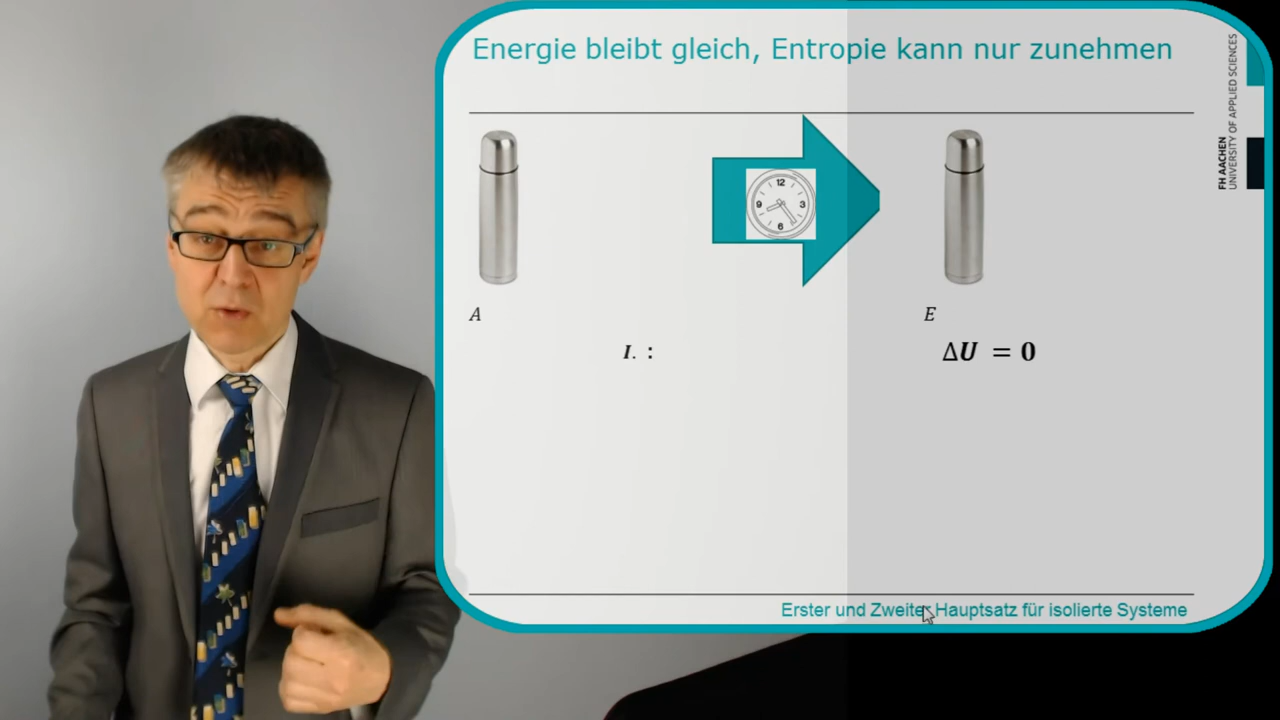 Energie bleibt gleich, Entropie kann nur zunehmen
FH AACHEN
UNIVERSITY OF APPLIED SCIENCES
12
9 3
6
A
E
I. :
ΔU = 0
Erster und Zweiter Hauptsatz für isolierte Systeme